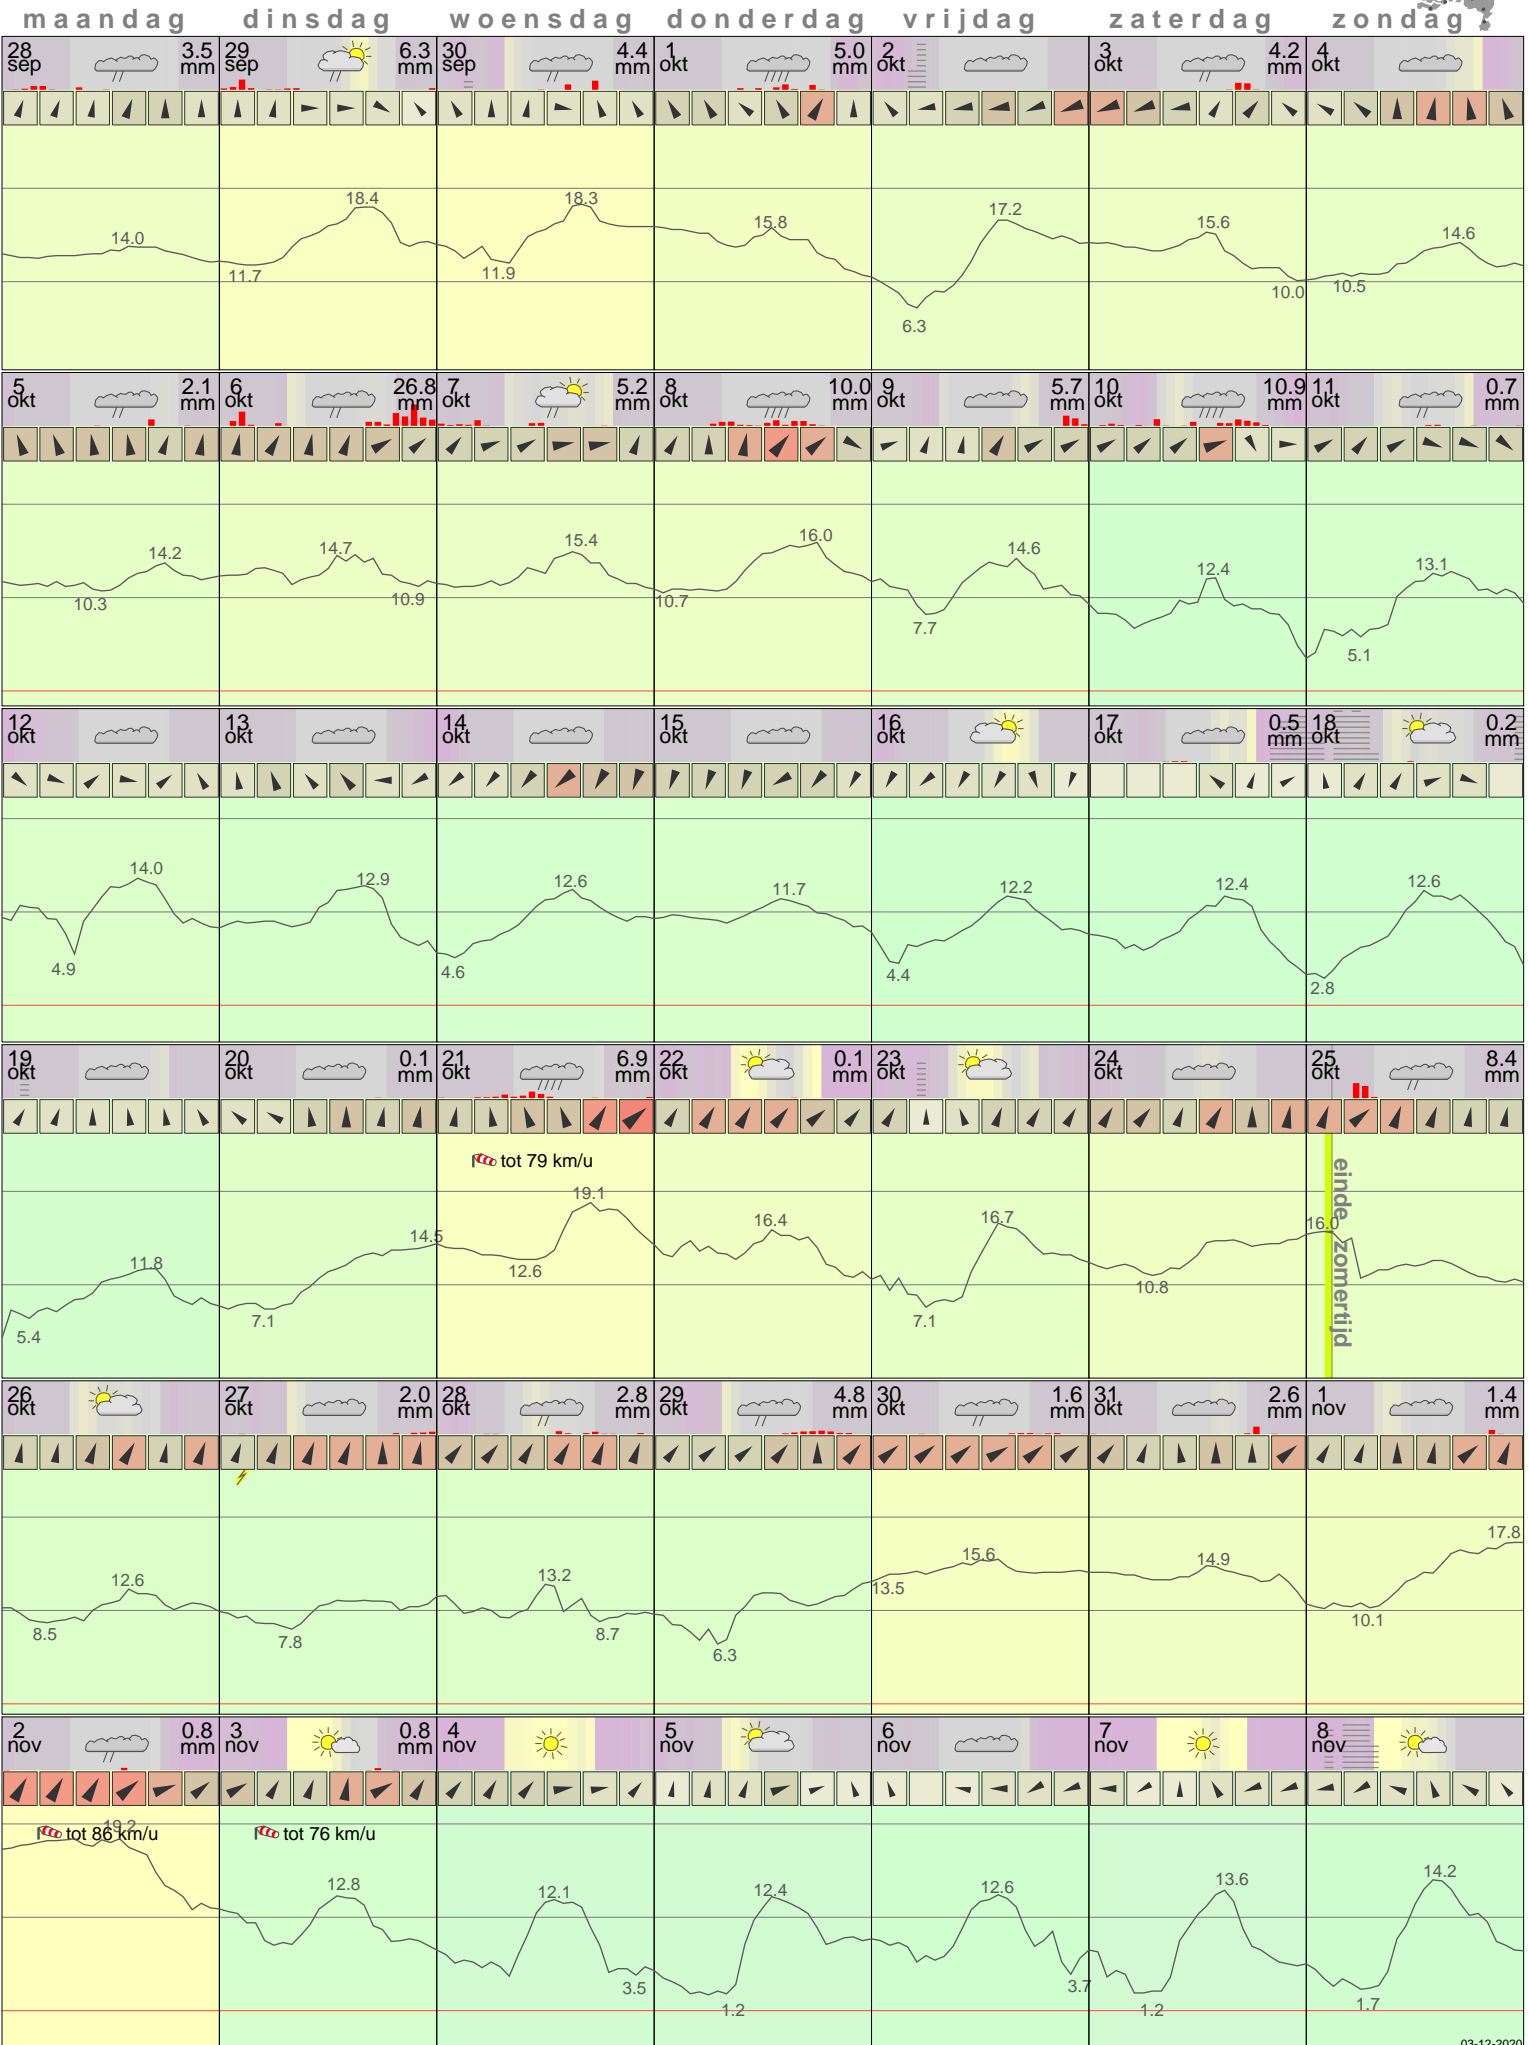 maandag dinsdag woensdag donderdag vrijdag zaterdag zondag
28 3.5 29 6.3 30 4.4 1 5.0 2 3 4.2 4
sep mm sep mm sep mm okt mm okt okt mm okt
14.0 11.7 18.4 11.9 18.3 15.8 6.3 17.2 15.6 10.0 10.5 14.6
5 2.1 6 26.8 7 5.2 8 10.0 9 5.7 10 10.9 11 0.7
okt mm okt mm okt mm okt mm okt mm okt mm okt mm
10.3 14.2 14.7 10.9 15.4 10.7 16.0 7.7 14.6 12.4 5.1 13.1
12 13 14 15 16 17 0.5 18 0.2
okt okt okt okt okt okt mm okt mm
4.9 14.0 12.9 4.6 12.6 11.7 4.4 12.2 12.4 2.8 12.6
19 20 0.1 21 6.9 22 0.1 23 24 25 8.4
okt okt mm okt mm okt mm okt okt okt mm
tot 79 km/u
5.4 11.8 7.1 14.5 12.6 19.1 16.4 7.1 16.7 10.8 16.0
einde zomertijd
26 27 2.0 28 2.8 29 4.8 30 1.6 31 2.6 1 1.4
okt okt mm okt mm okt mm okt mm okt mm nov mm
8.5 12.6 7.8 13.2 8.7 6.3 13.5 15.6 14.9 10.1 17.8
2 0.8 3 0.8 4 5 6 7 8
nov mm nov mm nov nov nov nov nov
tot 86 km/u tot 76 km/u
19.2 12.8 12.1 3.5 1.2 12.4 12.6 3.7 1.2 13.6 1.7 14.2
03-12-2020